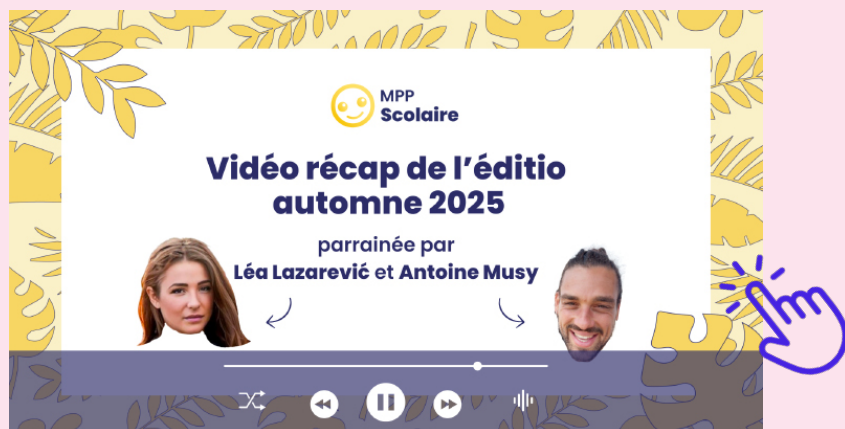 MPP
Scolaire
Vidéo récap de l'éditio
automne 2025
parrainée par
Léa Lazarević et Antoine Musy